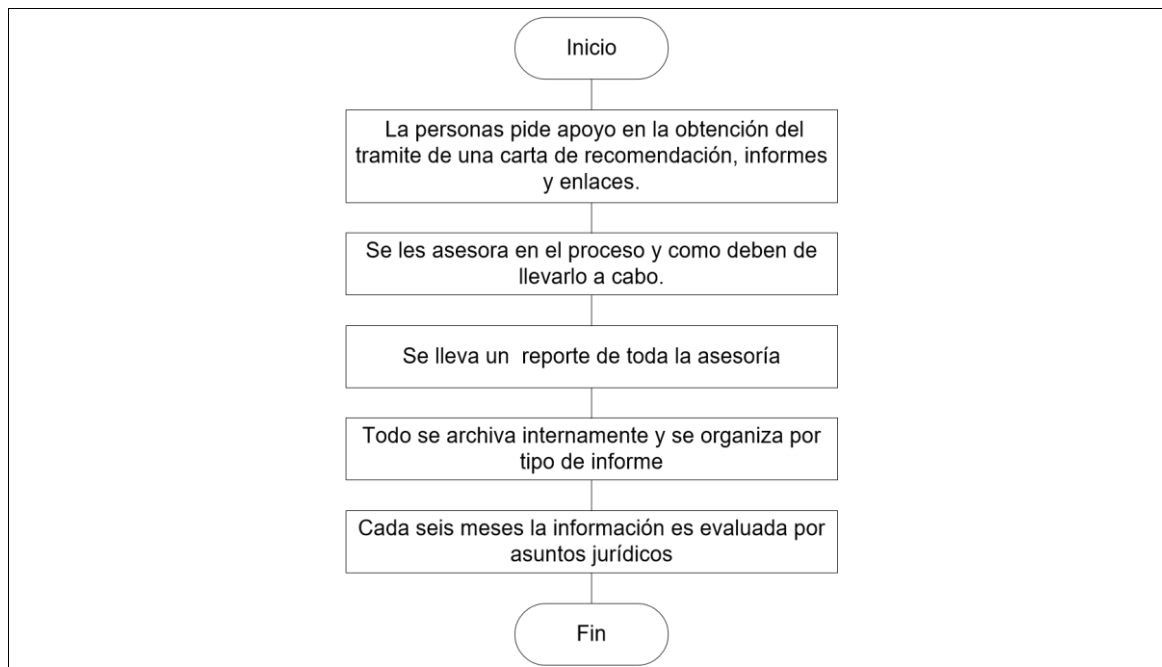 Inicio
La personas pide apoyo en la obtención del
tramite de una carta de recomendación, informes
y enlaces.
Se les asesora en el proceso y como deben de
llevarlo a cabo.
Se lleva un  reporte de toda la asesoría
Todo se archiva internamente y se organiza por
tipo de informe
Cada seis meses la información es evaluada por
asuntos jurídicos
Fin